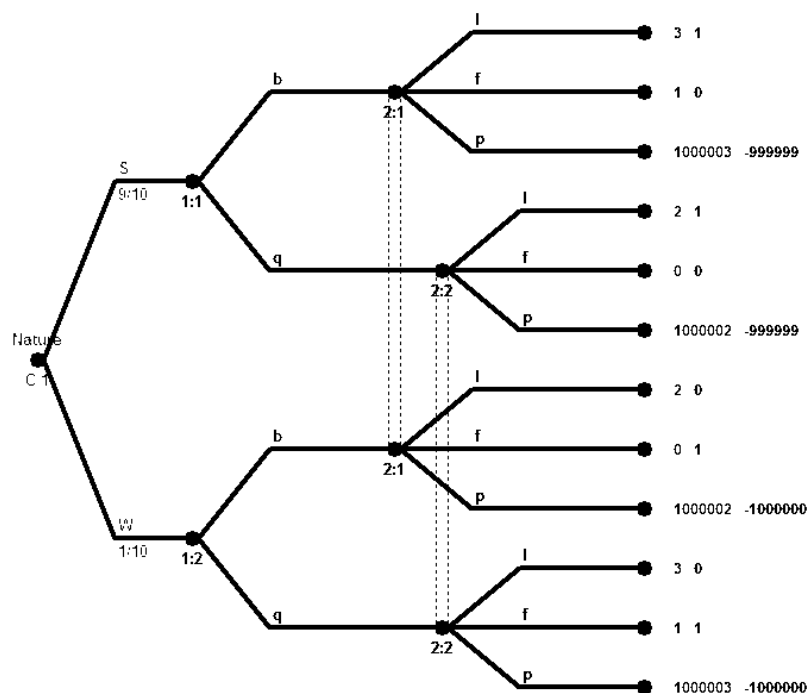 l
3 1
b
f
2:1
1 0
p
1000003 -999999
S
9/10
1:1
l
2 1
q
f
2:2
0 0
p
1000002 -999999
Nature
C 1
l
2 0
b
f
2:1
0 1
p
1000002 -1000000
W
1/10
1:2
l
3 0
q
f
2:2
1 1
p
1000003 -1000000